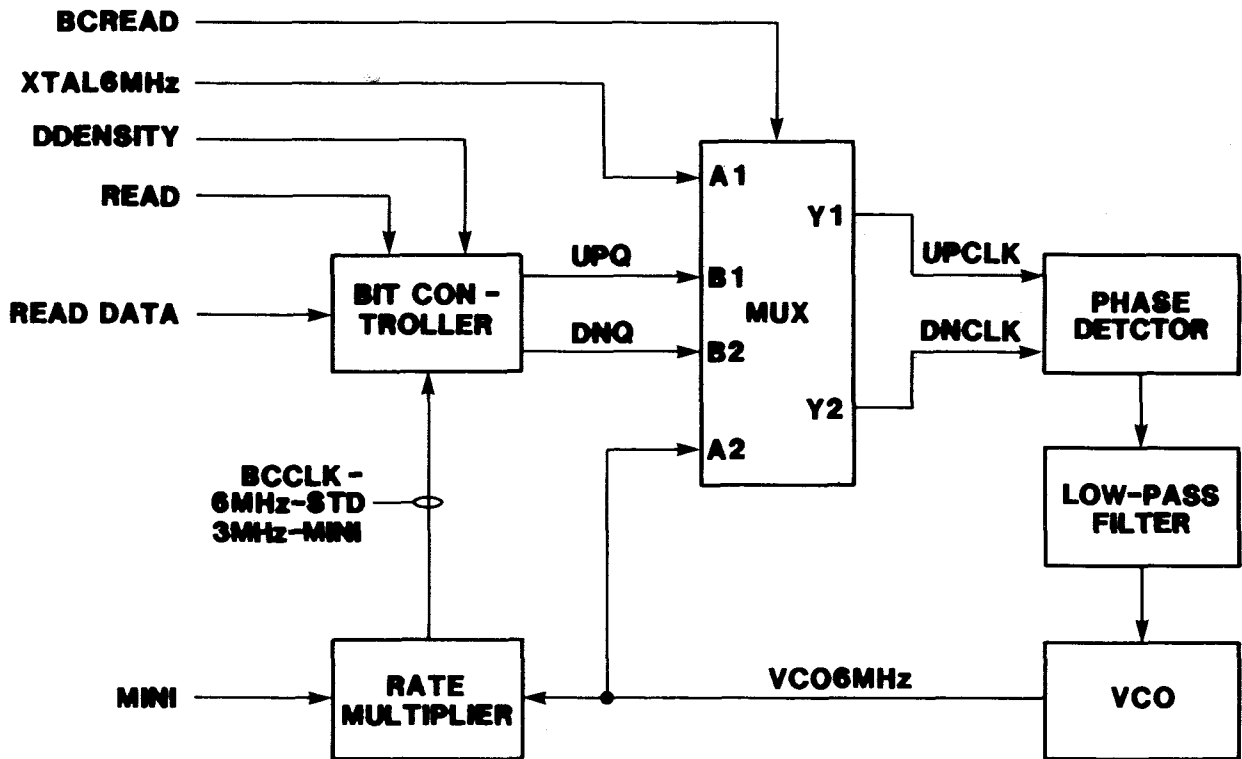 BCREAD
XTAL6MHz
DDENSITY
READ
READ DATA
BIT CON-
TROLLER
UPQ
DNQ
A1
B1
MUX
B2
A2
Y1
Y2
UPCLK
DNCLK
PHASE
DETCTOR
LOW-PASS
FILTER
BCCLK-
6MHz-STD
3MHz-MINI
MINI
RATE
MULTIPLIER
VCO6MHz
VCO